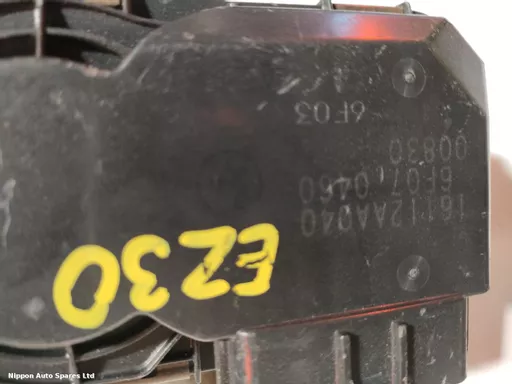 16112AA040
6F07 0460
00830
6F03
EZ30
Nippon Auto Spares Ltd